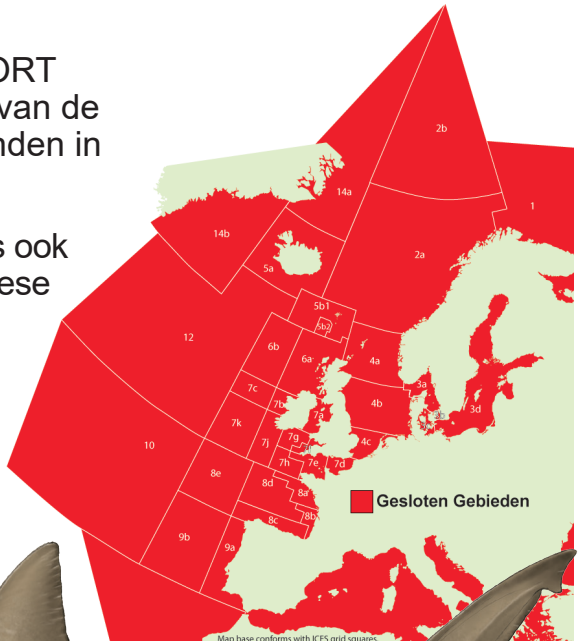 ORT
van de
nden in
s ook
ese
2b
14a
1
14b
5a
2a
5b1
5b2
12
6b
6a
4a
3a
7c
7b
7a
4b
3d
10
7k
7j
7g
4c
7h
7e
7d
8e
8d
8a
8b
8c
9b
9a
Gesloten Gebieden
Map base conforms with ICES grid squares